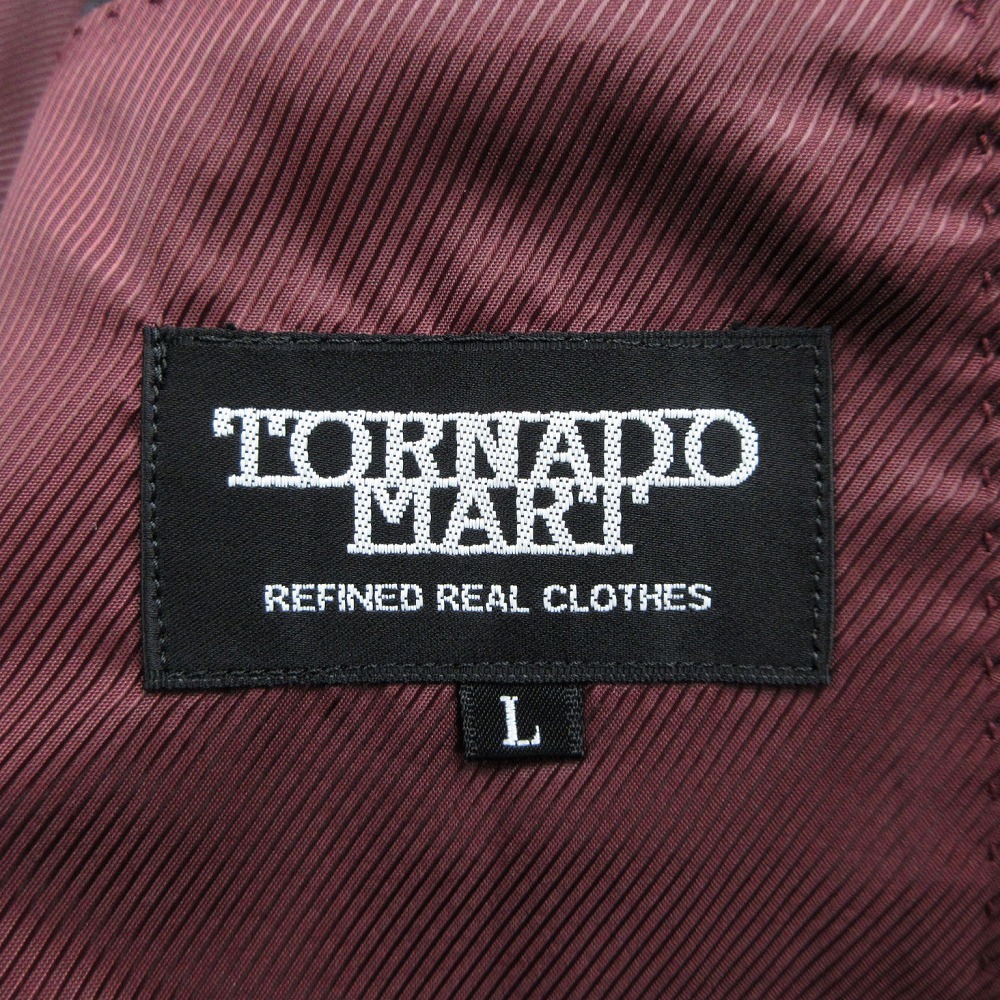 TORNADO
MART
REFINED REAL CLOTHES
L